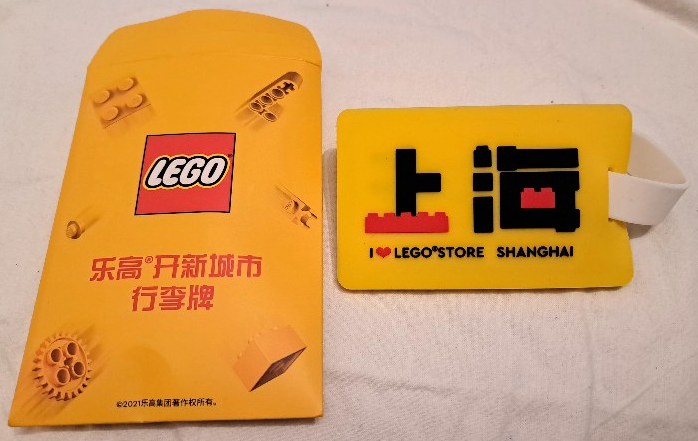 LEGO
乐高®开新城市
行李牌
©2021乐高集团著作权所有。
上海
I ❤ LEGO® STORE SHANGHAI